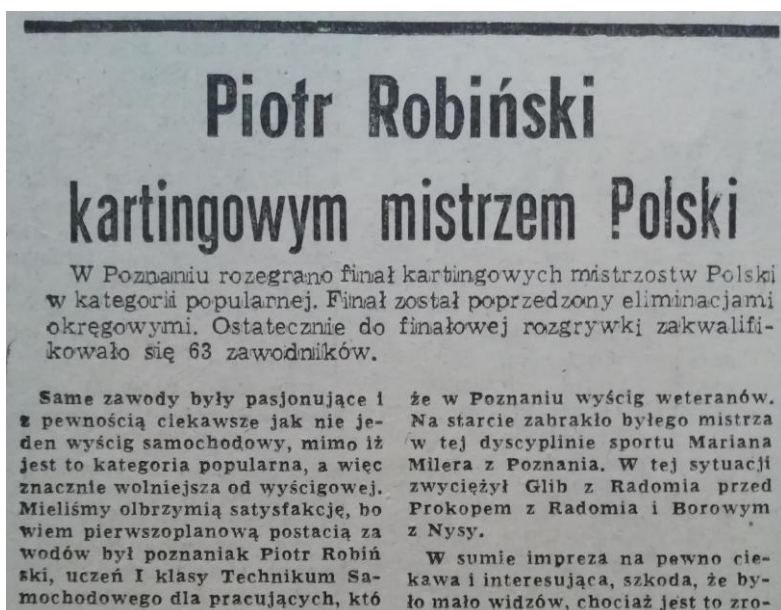 Piotr Robiński
kartingowym mistrzem Polski
W Poznaniu rozegrano finał kartingowych mistrzostw Polski
w kategorii popularnej. Finał został poprzedzony eliminacjami
okręgowymi. Ostatecznie do finałowej rozgrywki zakwalifi-
kowało się 63 zawodników.
Same zawody były pasjonujące i
z pewnością ciekawsze jak nie je-
den wyścig samochodowy, mimo iż
jest to kategoria popularna, a więc
znacznie wolniejsza od wyścigowej.
Mieliśmy olbrzymią satysfakcję, bo
wiem pierwszoplanową postacią za
wodów był poznaniak Piotr Robiń
ski, uczeń I klasy Technikum Sa-
mochodowego dla pracujących, któ
że w Poznaniu wyścig weteranów.
Na starcie zabrakło byłego mistrza
w tej dyscyplinie sportu Mariana
Milera z Poznania. W tej sytuacji
zwyciężył Glib z Radomia przed
Prokopem z Radomia i Borowym
z Nysy.
W sumie impreza na pewno cie-
kawa i interesująca, szkoda, że by-
ło mało widzów, chociaż jest to zro-